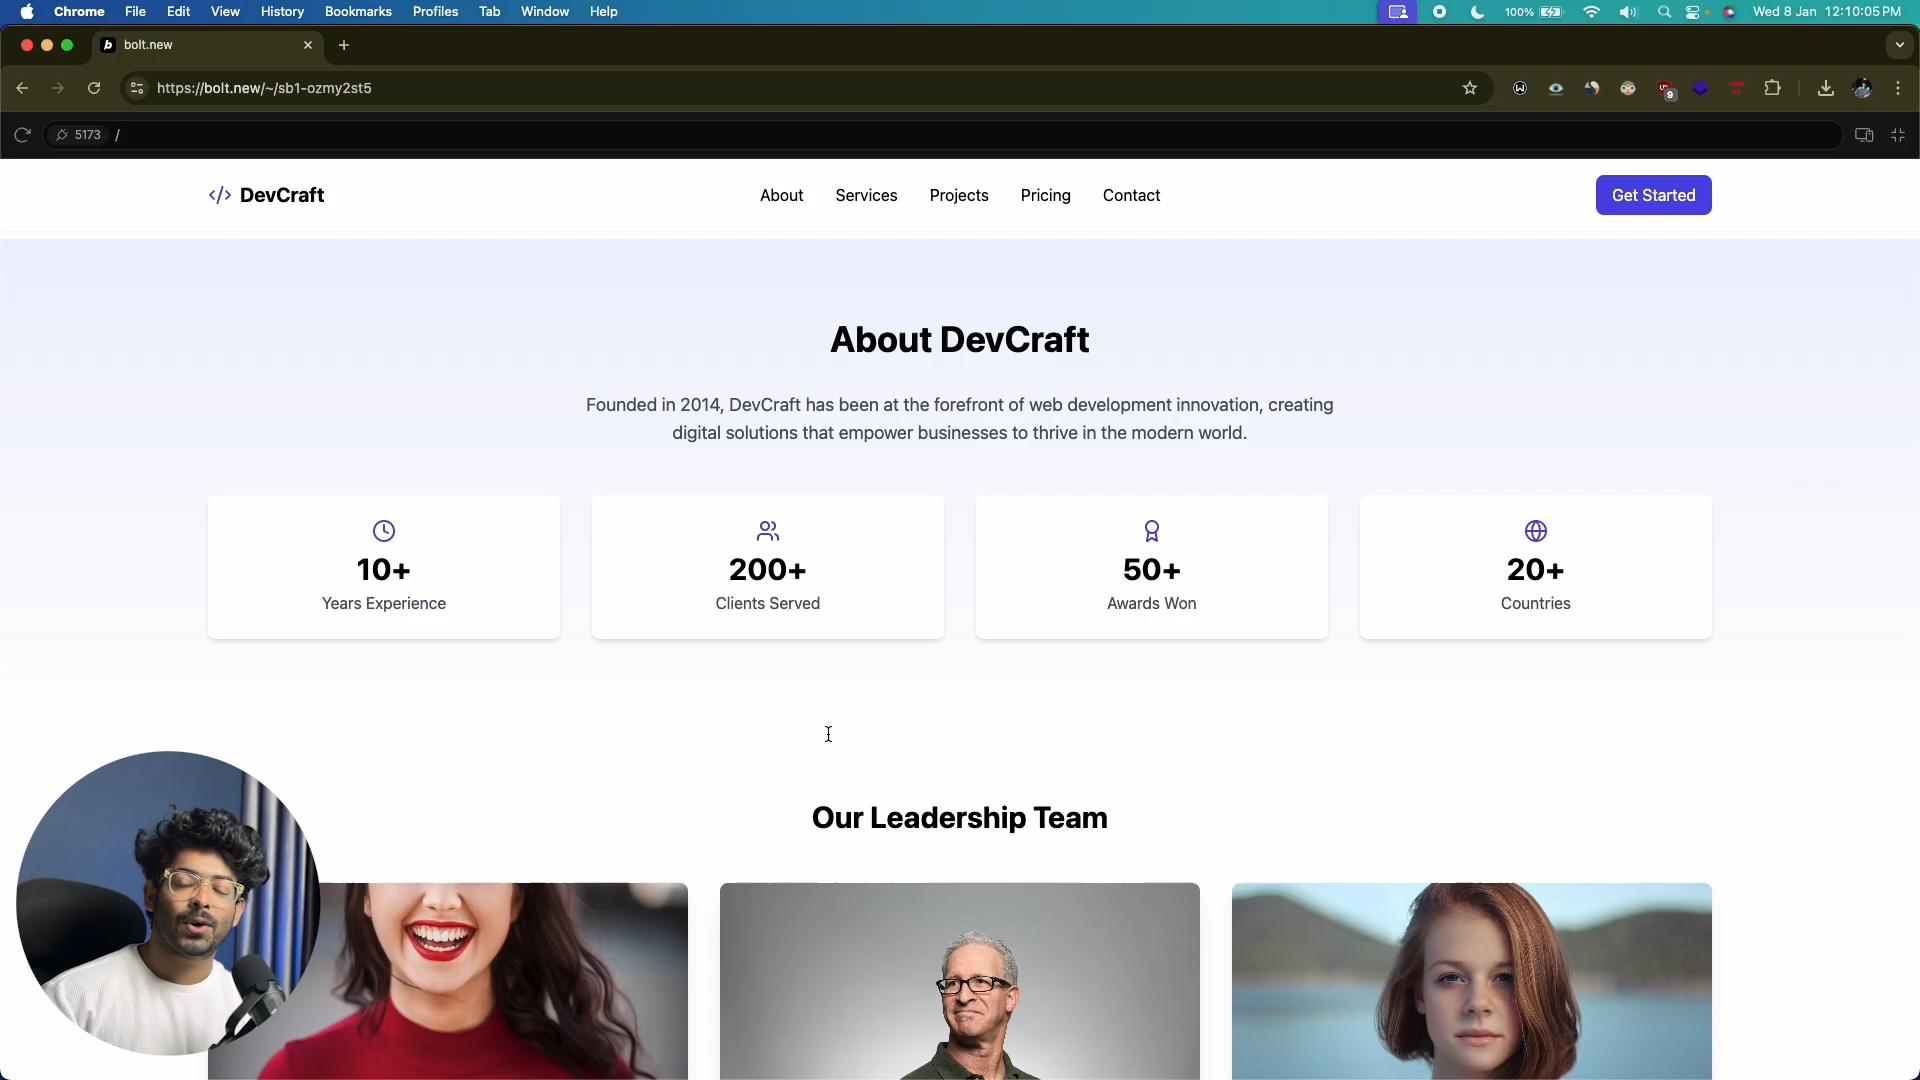 Chrome File Edit View History Bookmarks Profiles Tab Window Help 100% Wed 8 Jan 12:10:05 PM
bolt.new
https://bolt.new/~/sb1-ozmy2st5
9
5173 /
</> DevCraft About Services Projects Pricing Contact Get Started
About DevCraft
Founded in 2014, DevCraft has been at the forefront of web development innovation, creating
digital solutions that empower businesses to thrive in the modern world.
10+ 200+ 50+ 20+
Years Experience Clients Served Awards Won Countries
Our Leadership Team